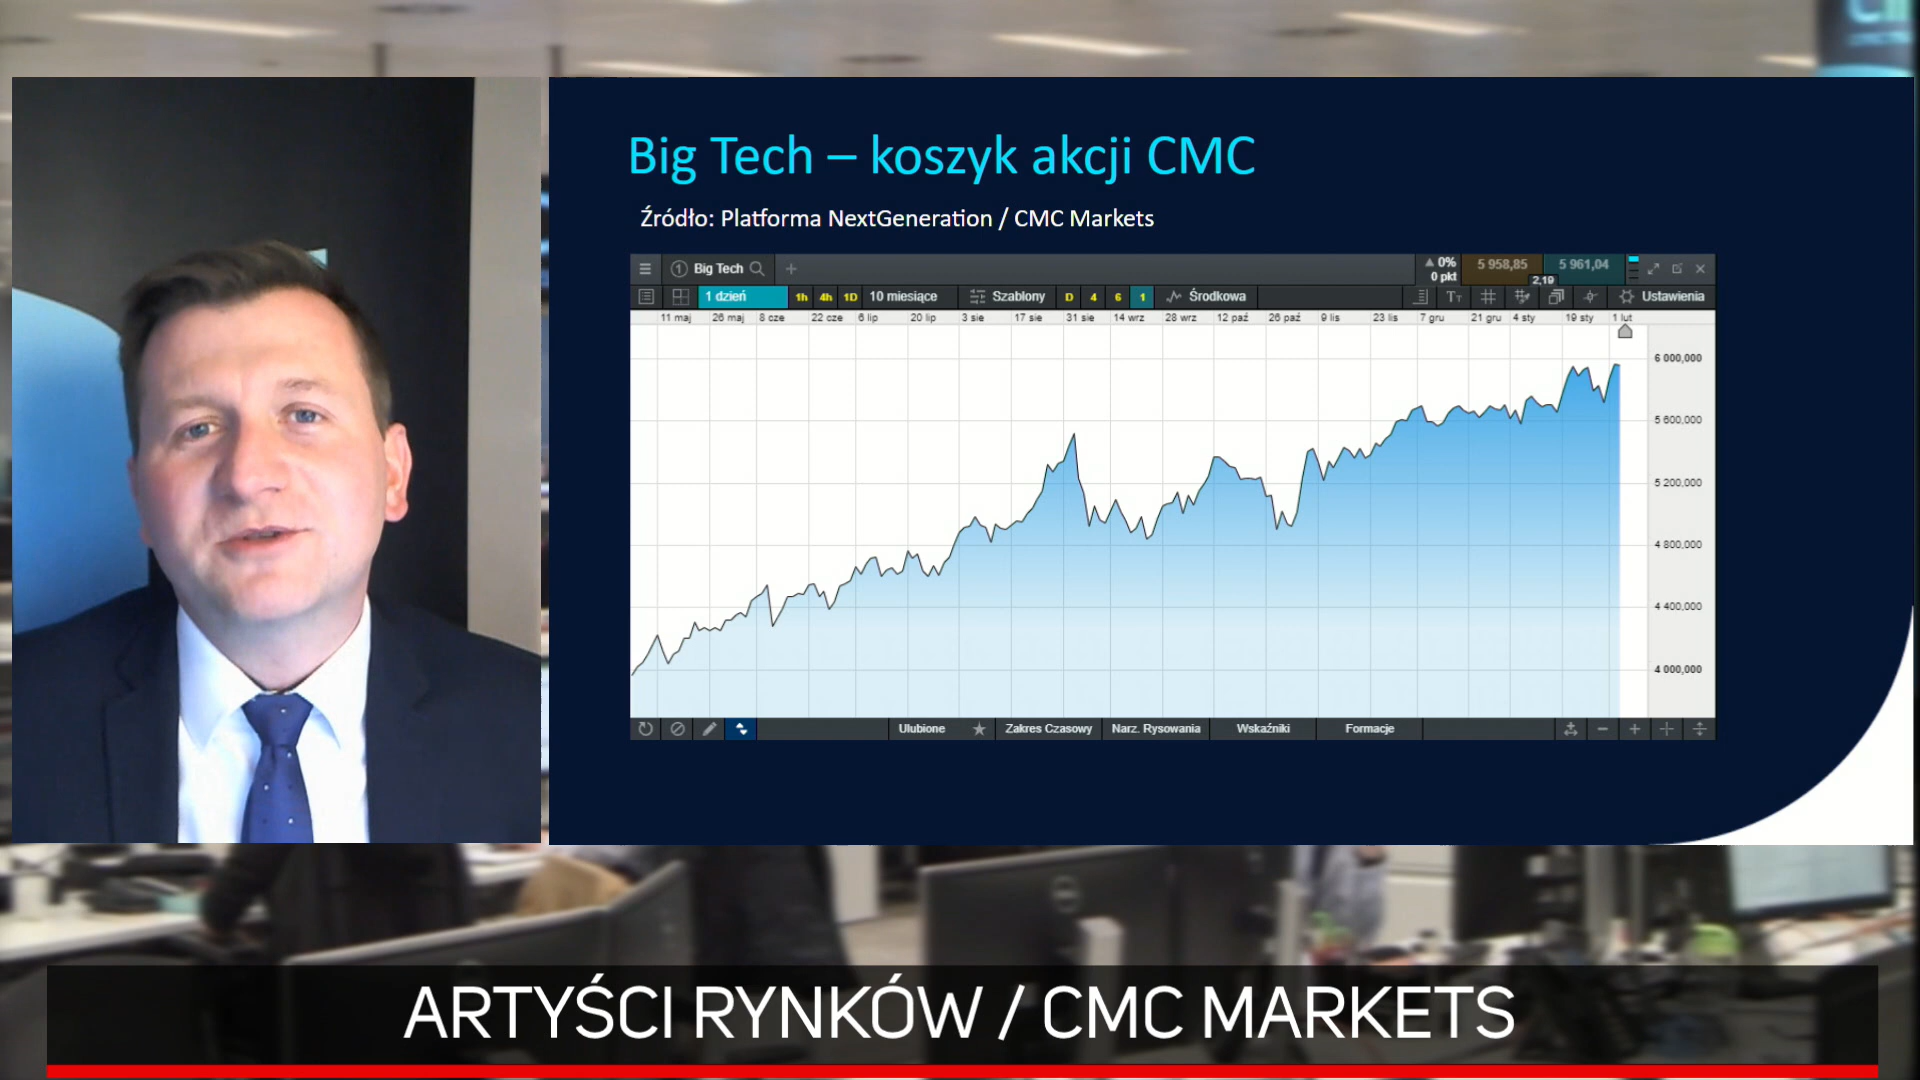 Big Tech – koszyk akcji CMC
Źródło: Platforma NextGeneration / CMC Markets
1 Big Tech
0%
0 pkt
5 958,85
5 961,04
2,19
1 dzień 1h 4h 1D 10 miesiące Szablony D 4 6 1 Środkowa Ustawienia
11 maj 26 maj 8 cze 22 cze 6 lip 20 lip 3 sie 17 sie 31 sie 14 wrz 28 wrz 12 paź 26 paź 9 lis 23 lis 7 gru 21 gru 4 sty 19 sty 1 lut
6 000,000
5 600,000
5 200,000
4 800,000
4 400,000
4 000,000
Ulubione Zakres Czasowy Narz. Rysowania Wskaźniki Formacje
ARTYŚCI RYNKÓW / CMC MARKETS